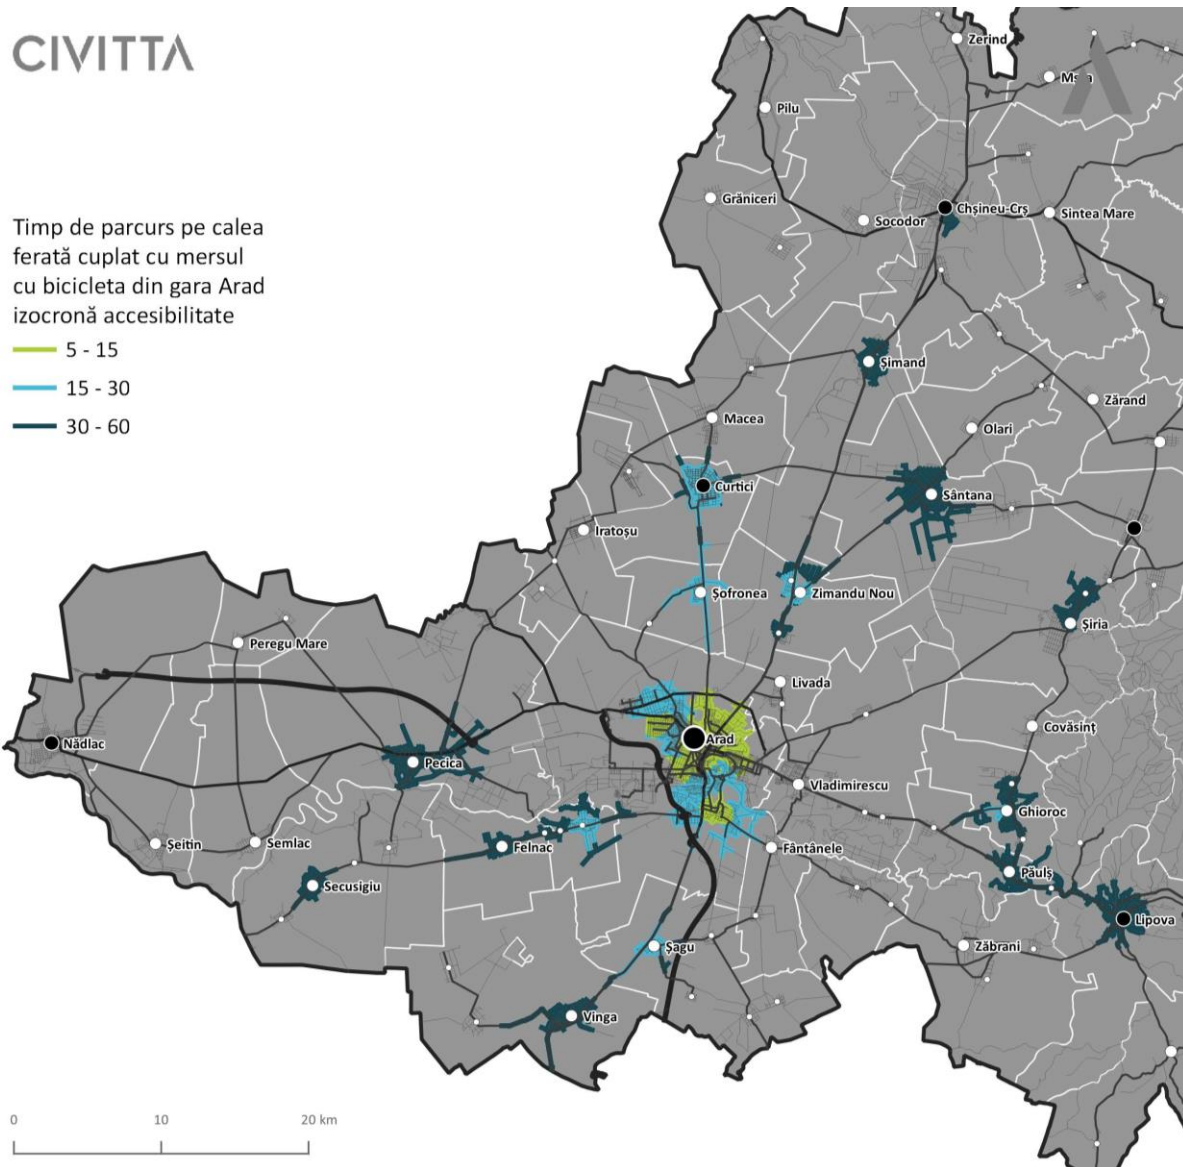 CIVITTA
Timp de parcurs pe calea
ferată cuplat cu mersul
cu bicicleta din gara Arad
izocronă accesibilitate
5 - 15
15 - 30
30 - 60
Zerind
Pilu
Grăniceri
Socodor
Chșineu-Crș
Sintea Mare
Șimand
Zărand
Macea
Olari
Curtici
Sântana
Iratoșu
Șofronea
Zimandu Nou
Șiria
Peregu Mare
Livada
Covăsinț
Nădlac
Arad
Pecica
Vladimirescu
Ghioroc
Șeitin
Semlac
Felnac
Fântânele
Păulș
Secusigiu
Lipova
Șagu
Zăbrani
Vinga
0 10 20 km